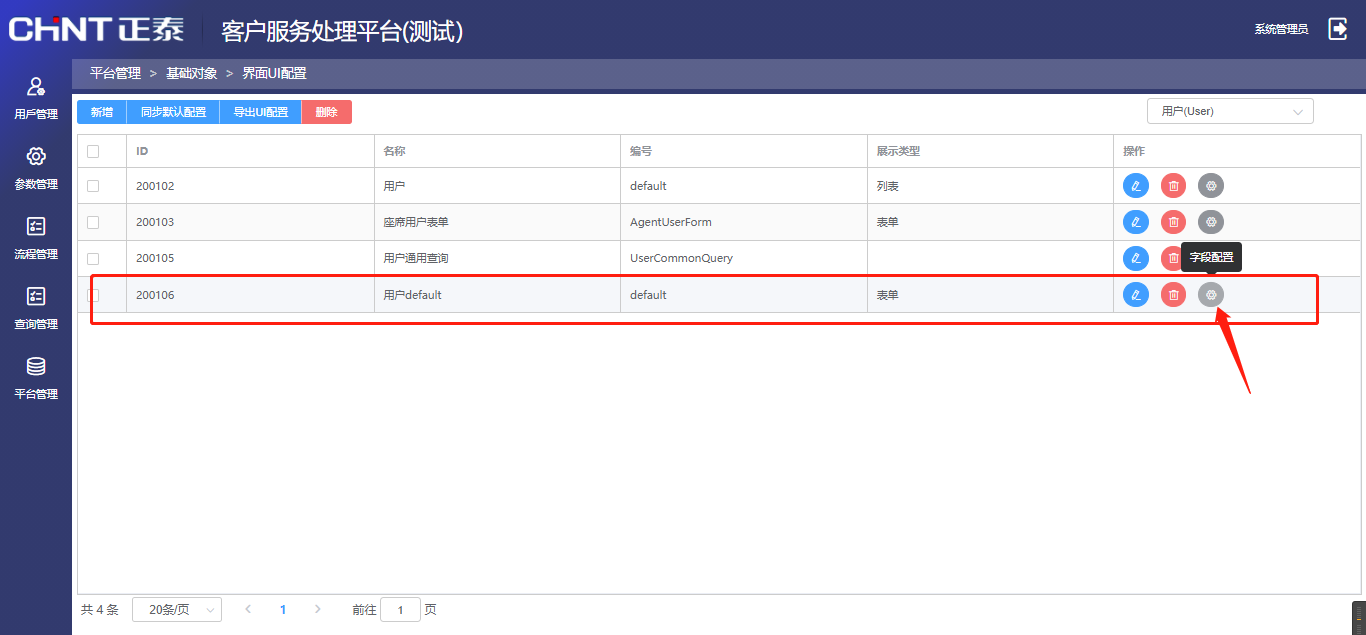 CHINT 正泰
客户服务处理平台(测试)
系统管理员
用户管理
参数管理
流程管理
查询管理
平台管理
平台管理 > 基础对象 > 界面UI配置
新增 同步默认配置 导出UI配置 删除
用户(User)
ID 名称 编号 展示类型 操作
200102 用户 default 列表
200103 座席用户表单 AgentUserForm 表单
200105 用户通用查询 UserCommonQuery
字段配置
200106 用户default default 表单
共 4 条 20条/页 < 1 > 前往 1 页